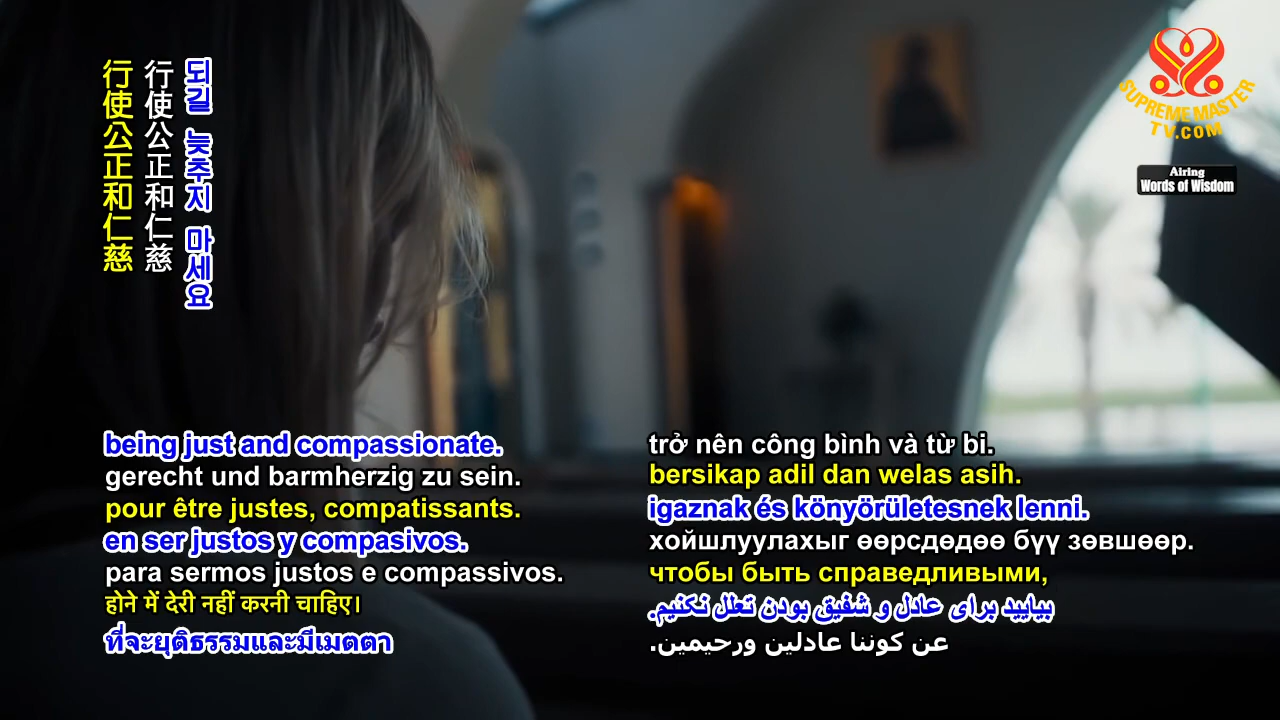 行使公正和仁慈
行使公正和仁慈
되길 늦추지 마세요
SUPREME MASTER
TV.COM
Airing
Words of Wisdom
being just and compassionate.
gerecht und barmherzig zu sein.
pour être justes, compatissants.
en ser justos y compasivos.
para sermos justos e compassivos.
होने में देरी नहीं करनी चाहिए।
ที่จะยุติธรรมและมีเมตตา
trở nên công bình và từ bi.
bersikap adil dan welas asih.
igaznak és könyörületesnek lenni.
хойшлуулахыг өөрсдөдөө бүү зөвшөөр.
чтобы быть справедливыми,
بیایید برای عادل و شفیق بودن تعلل نکنیم.
عن كوننا عادلين ورحيمين.